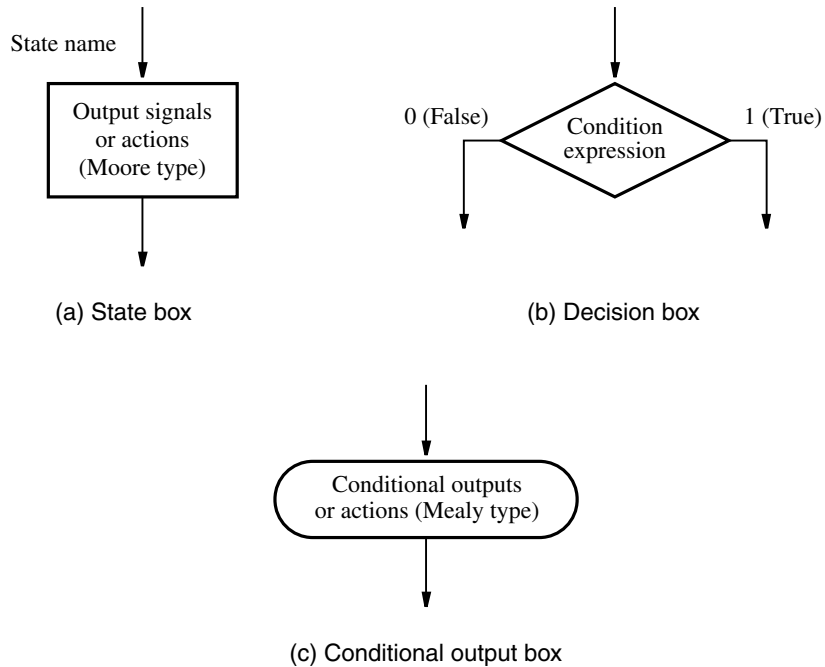 State name
Output signals
or actions
(Moore type)
(a) State box
0 (False)
1 (True)
Condition
expression
(b) Decision box
Conditional outputs
or actions (Mealy type)
(c) Conditional output box